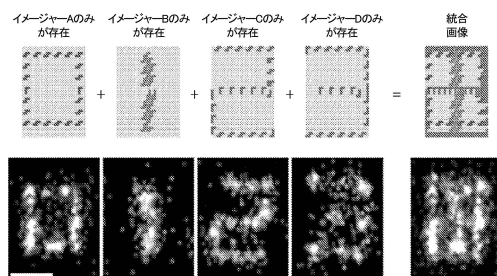 イメージャーAのみ
が存在
イメージャーBのみ
が存在
イメージャーCのみ
が存在
イメージャーDのみ
が存在
統合
画像
+ + + =